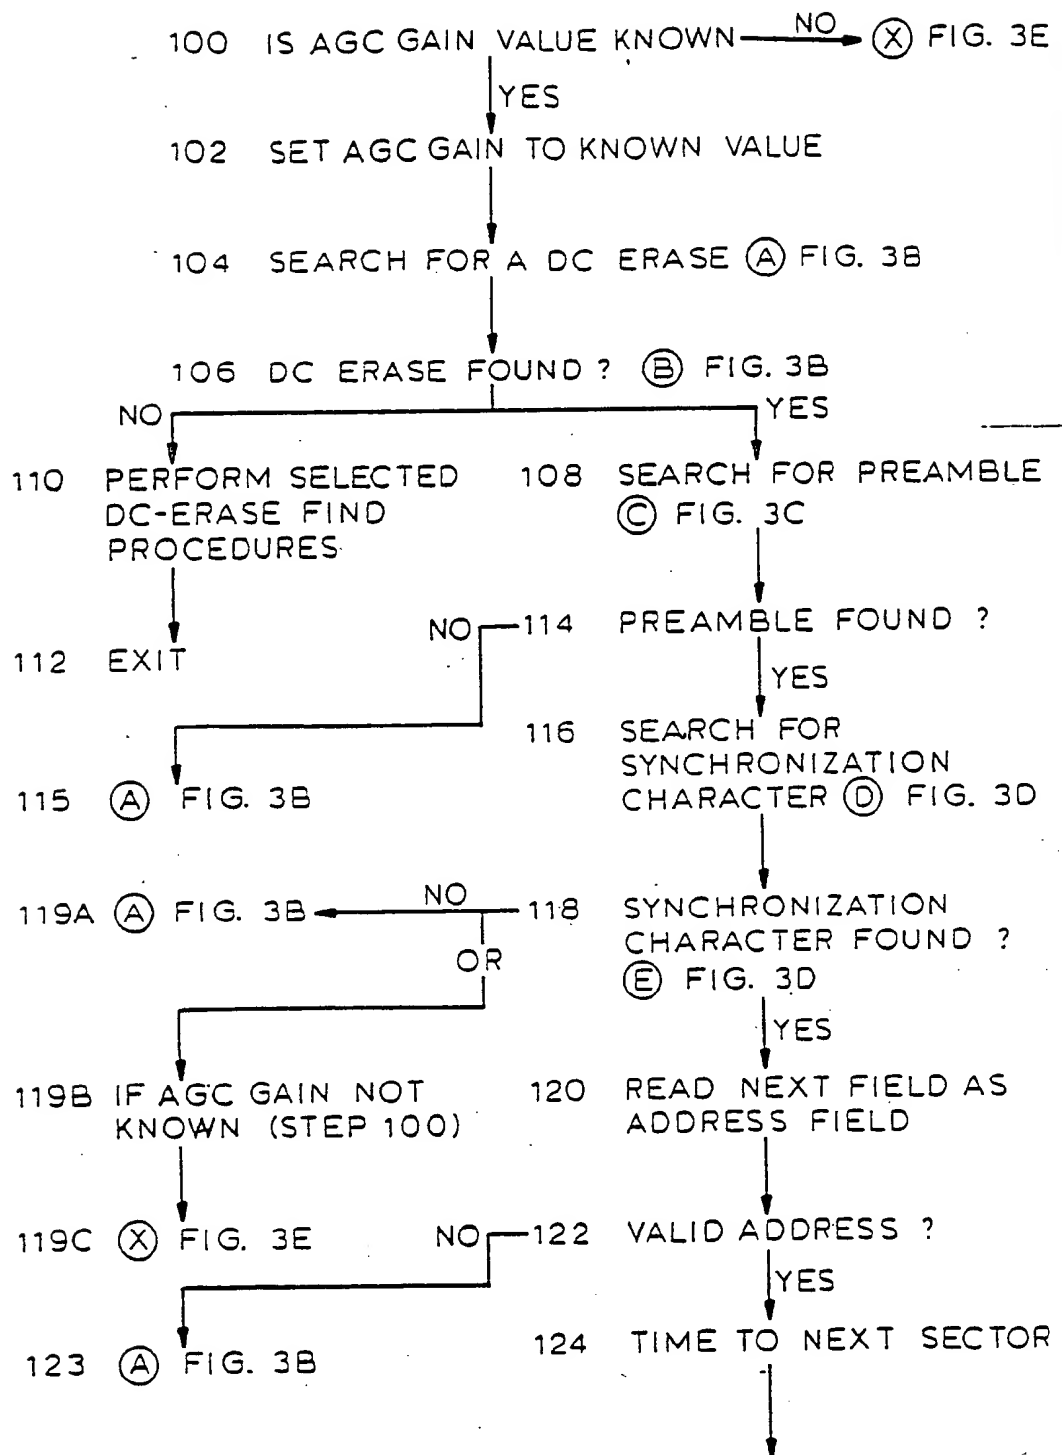 100 IS AGC GAIN VALUE KNOWN NO (X) FIG. 3E
YES
102 SET AGC GAIN TO KNOWN VALUE
104 SEARCH FOR A DC ERASE (A) FIG. 3B
106 DC ERASE FOUND ? (B) FIG. 3B
NO YES
110 PERFORM SELECTED
DC-ERASE FIND
PROCEDURES
108 SEARCH FOR PREAMBLE
(C) FIG. 3C
NO 114 PREAMBLE FOUND ?
112 EXIT
YES
116 SEARCH FOR
SYNCHRONIZATION
CHARACTER (D) FIG. 3D
115 (A) FIG. 3B
119A (A) FIG. 3B NO 118 SYNCHRONIZATION
CHARACTER FOUND ?
(E) FIG. 3D
OR
YES
119B IF AGC GAIN NOT
KNOWN (STEP 100)
120 READ NEXT FIELD AS
ADDRESS FIELD
119C (X) FIG. 3E
NO 122 VALID ADDRESS ?
YES
123 (A) FIG. 3B
124 TIME TO NEXT SECTOR